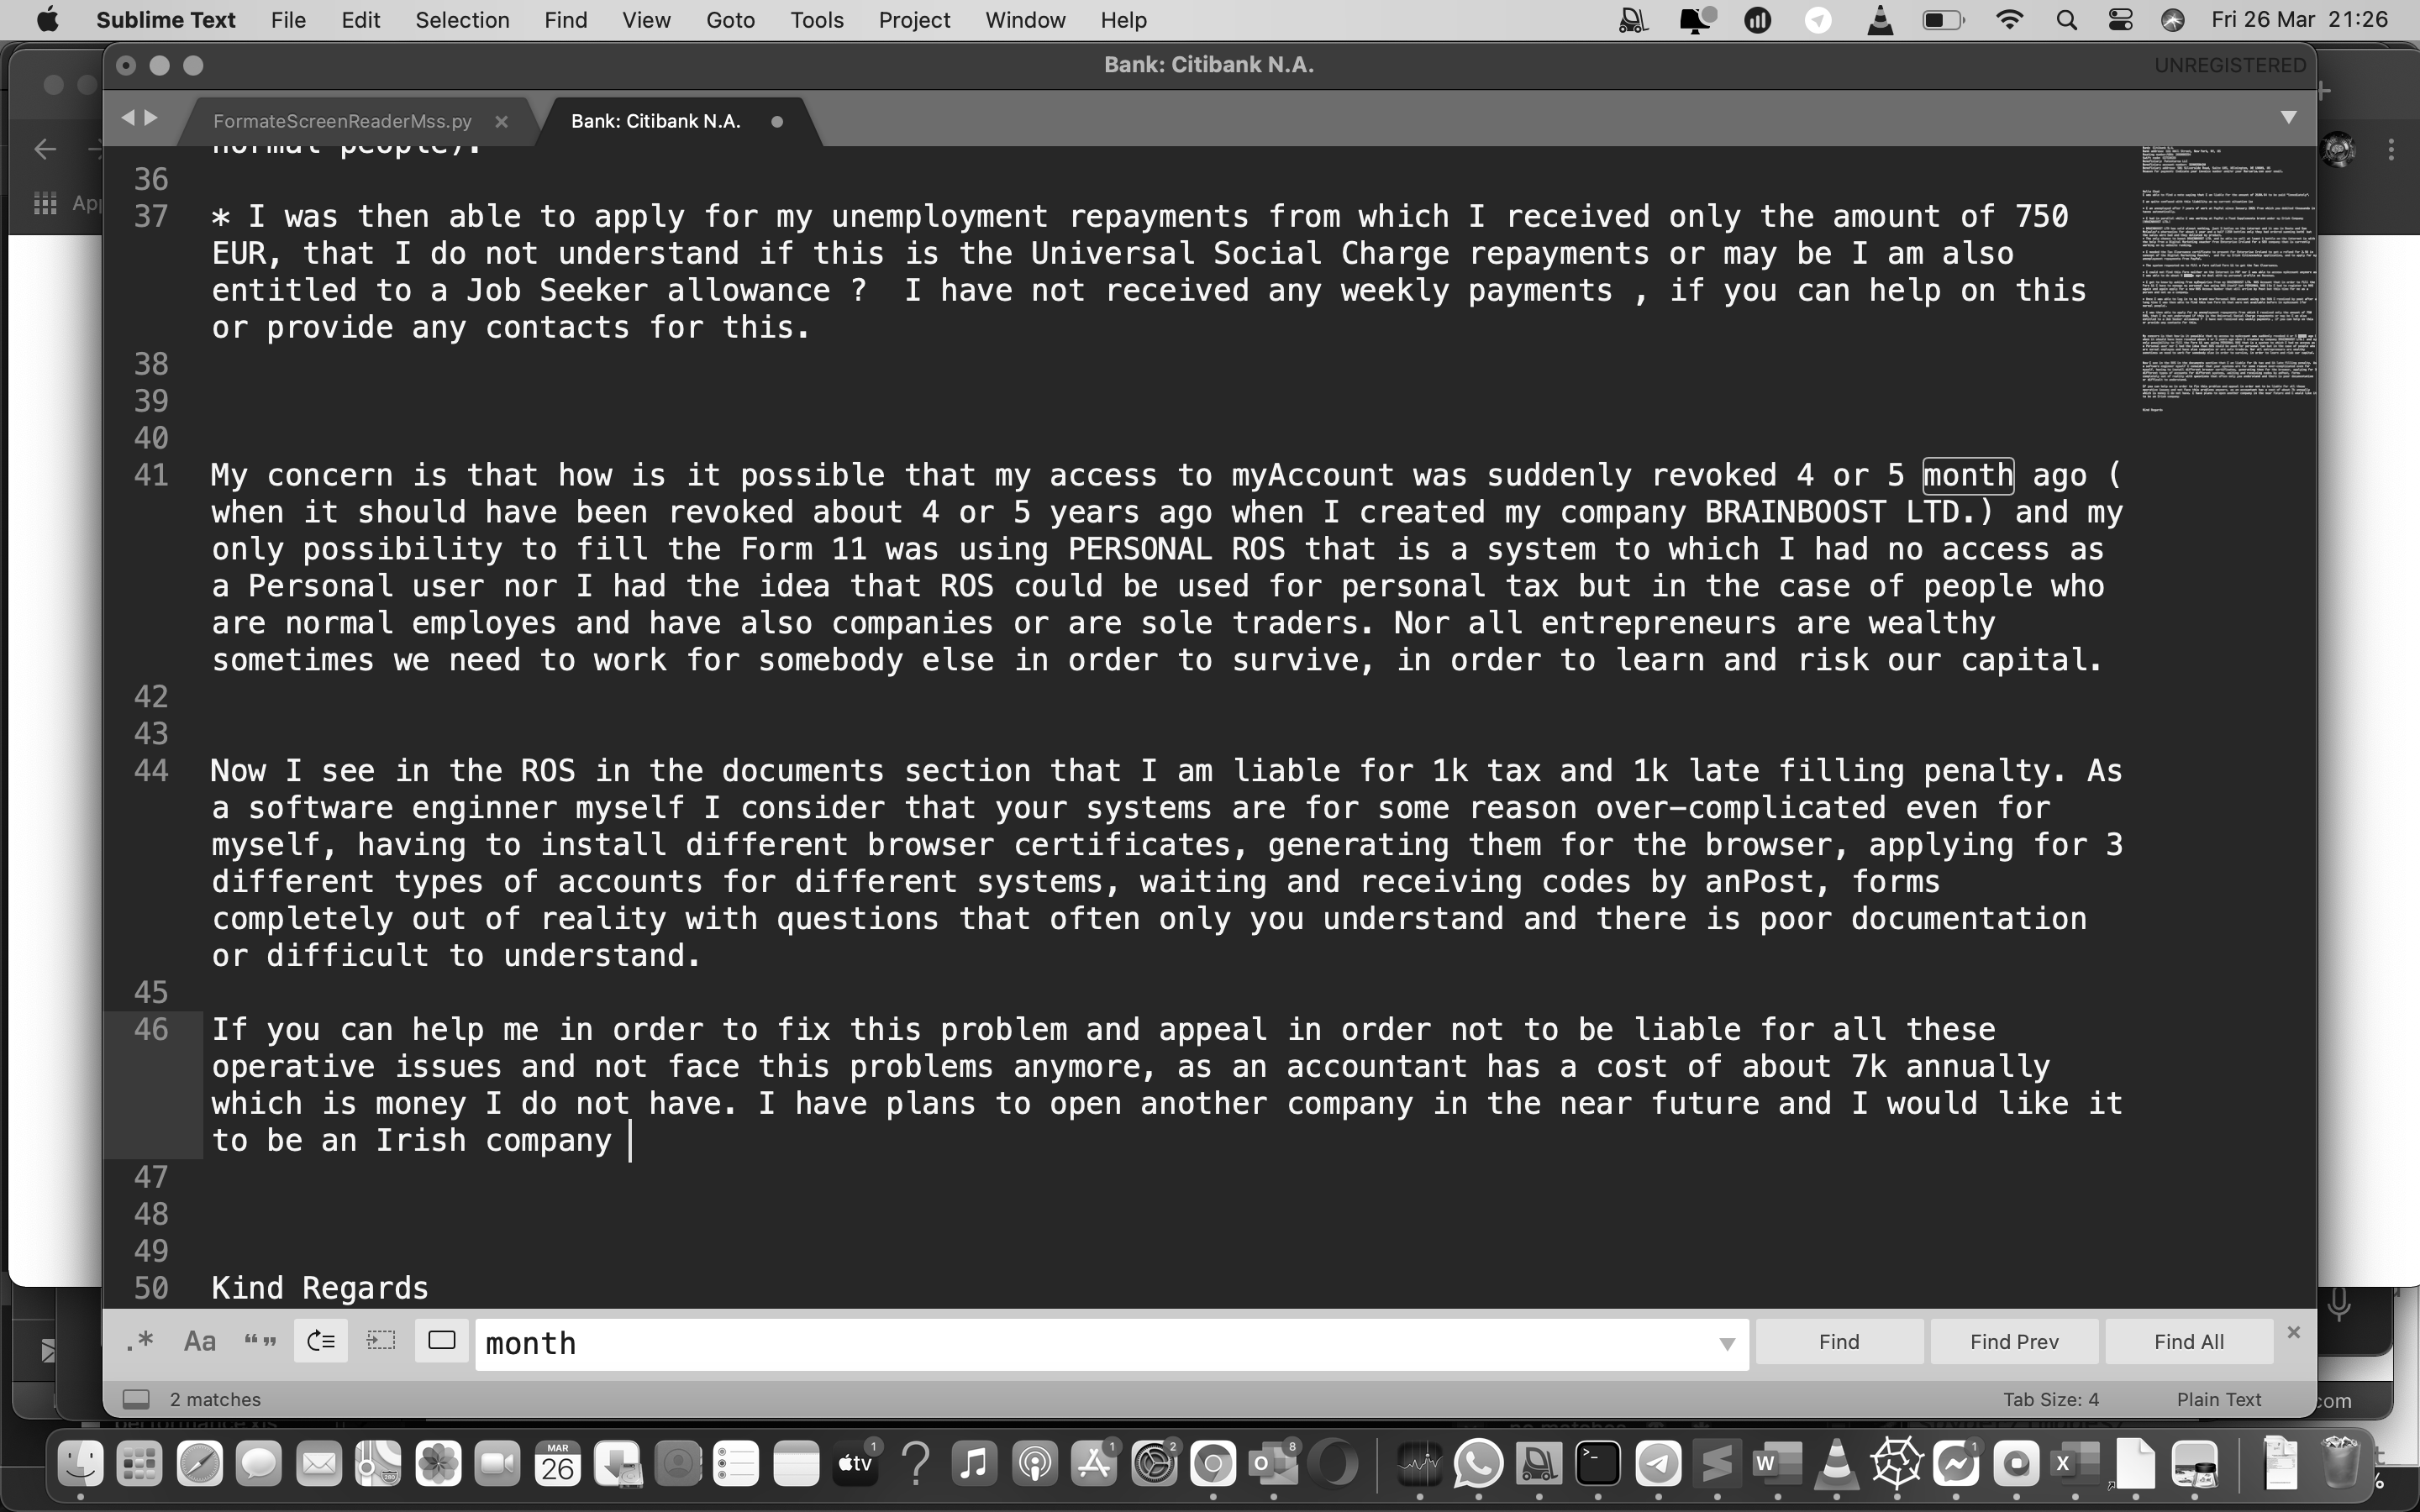 Sublime Text File Edit Selection Find View Goto Tools Project Window Help Fri 26 Mar 21:26
Bank: Citibank N.A. UNREGISTERED
FormateScreenReaderMss.py Bank: Citibank N.A.
normal people).
36
37 * I was then able to apply for my unemployment repayments from which I received only the amount of 750
EUR, that I do not understand if this is the Universal Social Charge repayments or may be I am also
entitled to a Job Seeker allowance ?  I have not received any weekly payments , if you can help on this
or provide any contacts for this.
38
39
40
41 My concern is that how is it possible that my access to myAccount was suddenly revoked 4 or 5 month ago (
when it should have been revoked about 4 or 5 years ago when I created my company BRAINBOOST LTD.) and my
only possibility to fill the Form 11 was using PERSONAL ROS that is a system to which I had no access as
a Personal user nor I had the idea that ROS could be used for personal tax but in the case of people who
are normal employes and have also companies or are sole traders. Nor all entrepreneurs are wealthy
sometimes we need to work for somebody else in order to survive, in order to learn and risk our capital.
42
43
44 Now I see in the ROS in the documents section that I am liable for 1k tax and 1k late filling penalty. As
a software enginner myself I consider that your systems are for some reason over-complicated even for
myself, having to install different browser certificates, generating them for the browser, applying for 3
different types of accounts for different systems, waiting and receiving codes by anPost, forms
completely out of reality with questions that often only you understand and there is poor documentation
or difficult to understand.
45
46 If you can help me in order to fix this problem and appeal in order not to be liable for all these
operative issues and not face this problems anymore, as an accountant has a cost of about 7k annually
which is money I do not have. I have plans to open another company in the near future and I would like it
to be an Irish company
47
48
49
50 Kind Regards
.* Aa “” month Find Find Prev Find All
2 matches Tab Size: 4 Plain Text
com
MAR
26
tv